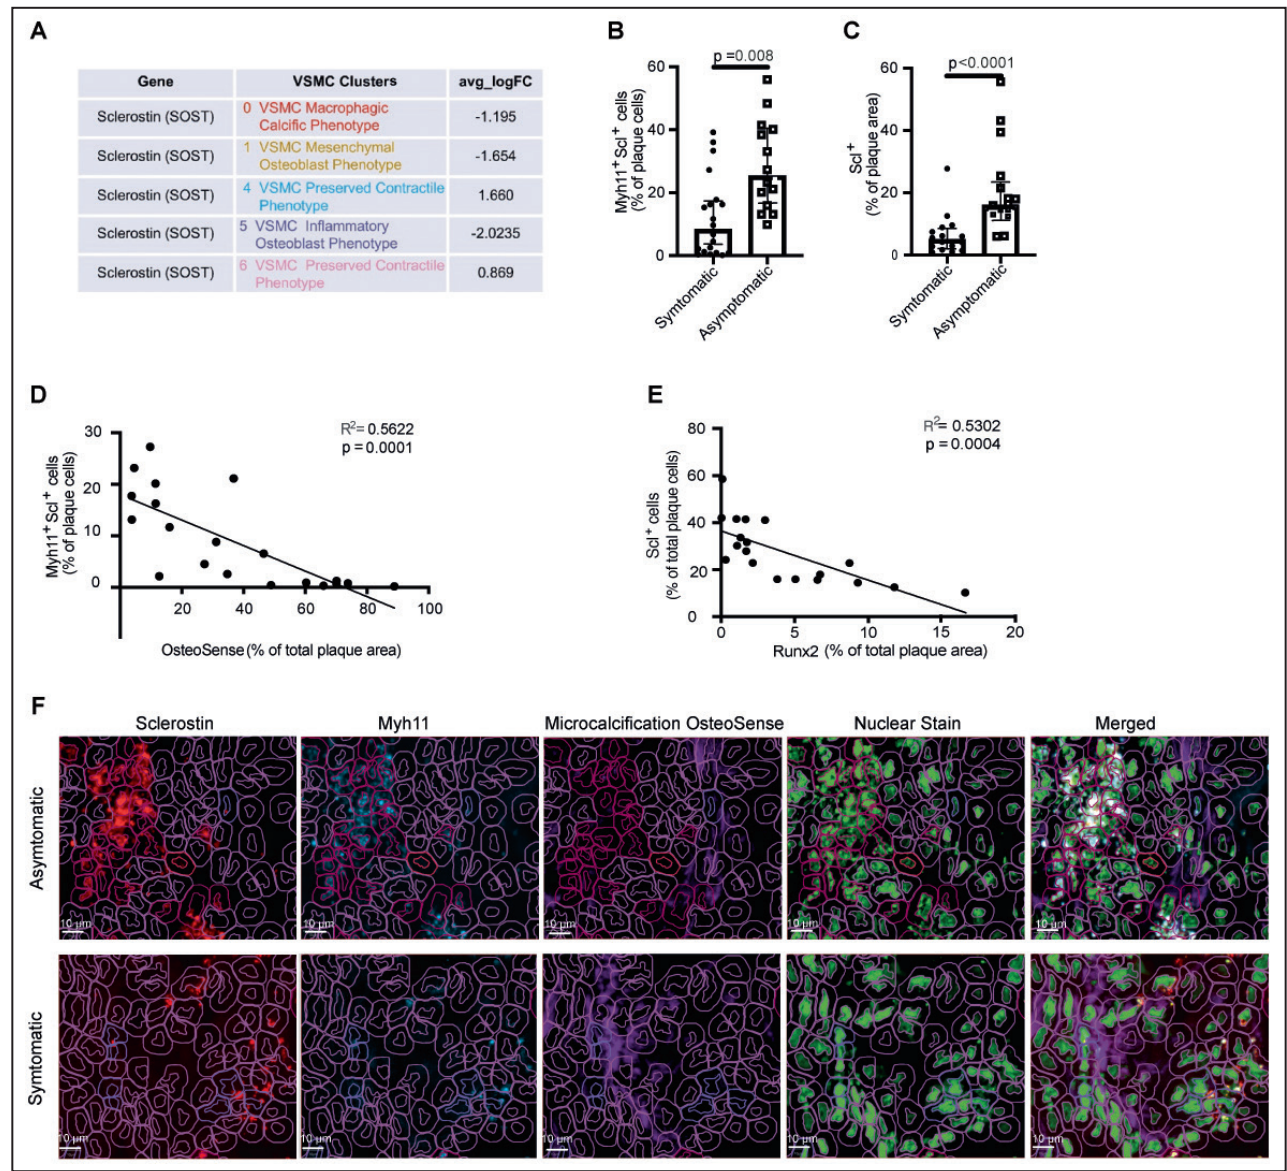 A
Gene VSMC Clusters avg_logFC
Sclerostin (SOST) 0 VSMC Macrophagic Calcific Phenotype -1.195
Sclerostin (SOST) 1 VSMC Mesenchymal Osteoblast Phenotype -1.654
Sclerostin (SOST) 4 VSMC Preserved Contractile Phenotype 1.660
Sclerostin (SOST) 5 VSMC Inflammatory Osteoblast Phenotype -2.0235
Sclerostin (SOST) 6 VSMC Preserved Contractile Phenotype 0.869
B
p =0.008
Myh11⁺ Scl⁺ cells
(% of plaque cells)
60
40
20
0
Symtomatic
Asymptomatic
C
p<0.0001
Scl⁺
(% of plaque area)
60
40
20
0
Symtomatic
Asymptomatic
D
R²= 0.5622
p = 0.0001
Myh11⁺ Scl⁺ cells
(% of plaque cells)
30
20
10
0
20 40 60 80 100
OsteoSense (% of total plaque area)
E
R²= 0.5302
p = 0.0004
Scl⁺ cells
(% of total plaque cells)
80
60
40
20
0
0 5 10 15 20
Runx2 (% of total plaque area)
F
Sclerostin Myh11 Microcalcification OsteoSense Nuclear Stain Merged
Asymtomatic
10 µm 10 µm 10 µm 10 µm 10 µm
Symtomatic
10 µm 10 µm 10 µm 10 µm 10 µm